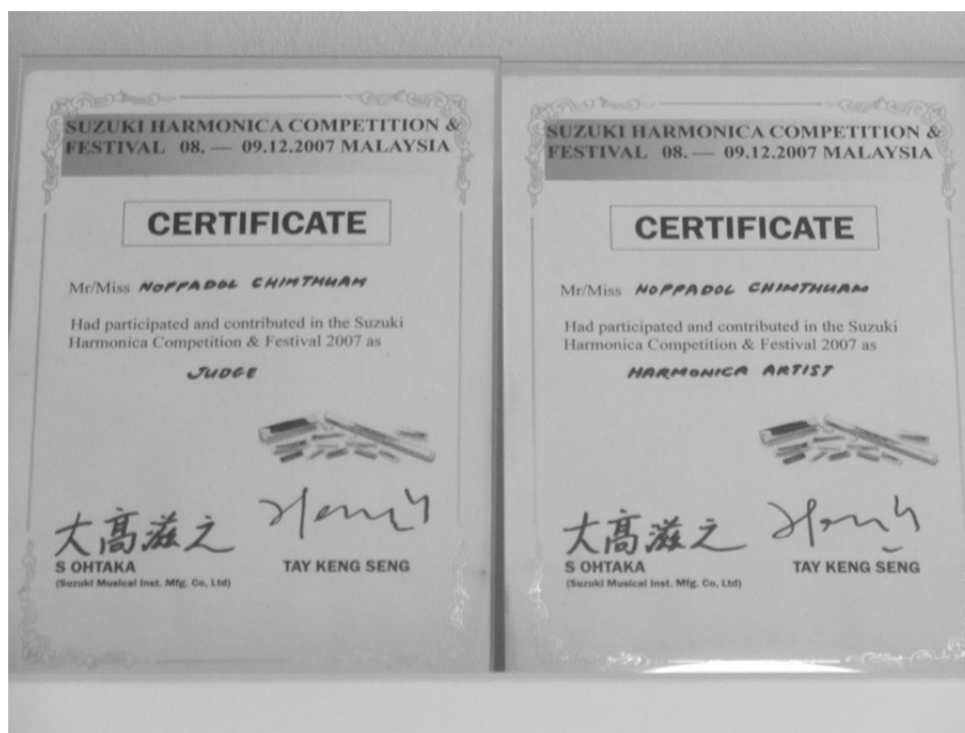 SUZUKI HARMONICA COMPETITION &
FESTIVAL 08. — 09.12.2007 MALAYSIA
CERTIFICATE
Mr/Miss NOPPADOL CHIMTHUAM
Had participated and contributed in the Suzuki
Harmonica Competition & Festival 2007 as
JUDGE
大高滋之
S OHTAKA
TAY KENG SENG
(Suzuki Musical Inst. Mfg. Co, Ltd)
SUZUKI HARMONICA COMPETITION &
FESTIVAL 08. — 09.12.2007 MALAYSIA
CERTIFICATE
Mr/Miss NOPPADOL CHIMTHUAM
Had participated and contributed in the Suzuki
Harmonica Competition & Festival 2007 as
HARMONICA ARTIST
大高滋之
S OHTAKA
TAY KENG SENG
(Suzuki Musical Inst. Mfg. Co, Ltd)